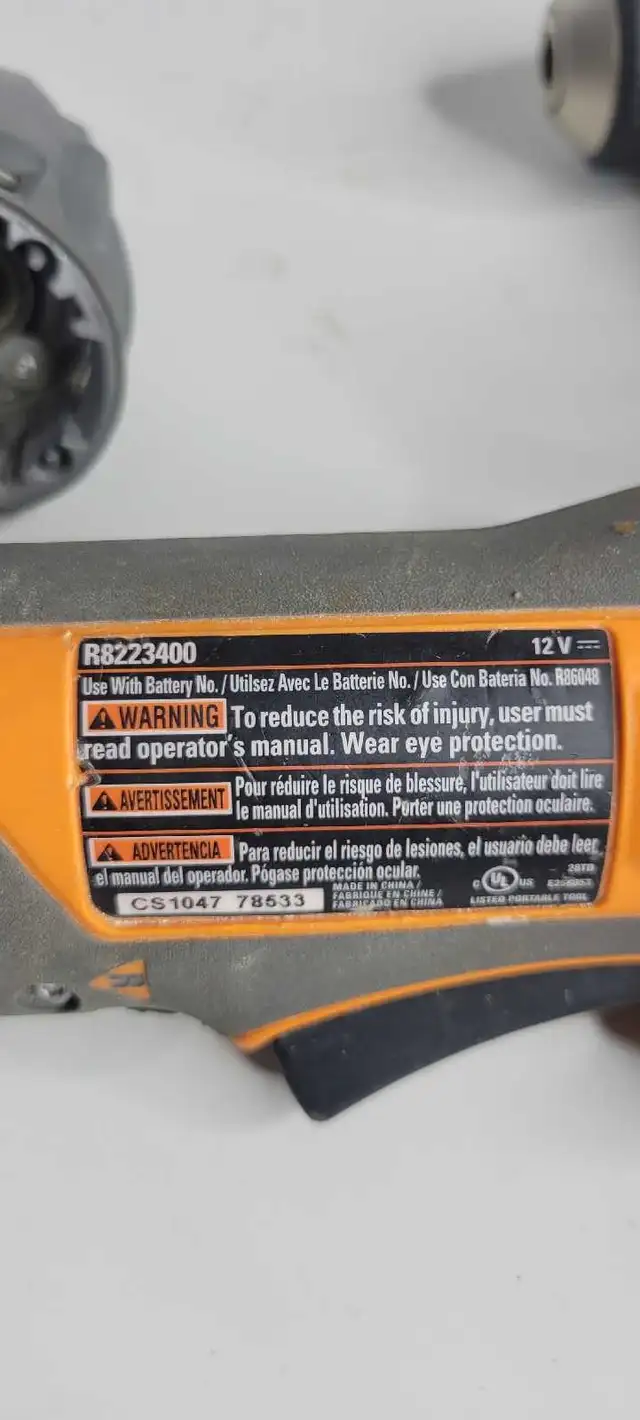 R8223400 12 V
Use With Battery No. / Utilsez Avec Le Batterie No. / Use Con Bateria No. R86048
WARNING To reduce the risk of injury, user must
read operator's manual. Wear eye protection.
AVERTISSEMENT Pour réduire le risque de blessure, l'utilisateur doit lire
le manual d'utilisation. Porter une protection oculaire.
ADVERTENCIA Para reducir el riesgo de lesiones, el usuario debe leer
el manual del operador. Pógase protección ocular.
CS1047 78533
MADE IN CHINA /
FABRIQUE EN CHINE /
FABRICADO EN CHINA
C UL US
LISTED PORTABLE TOOL